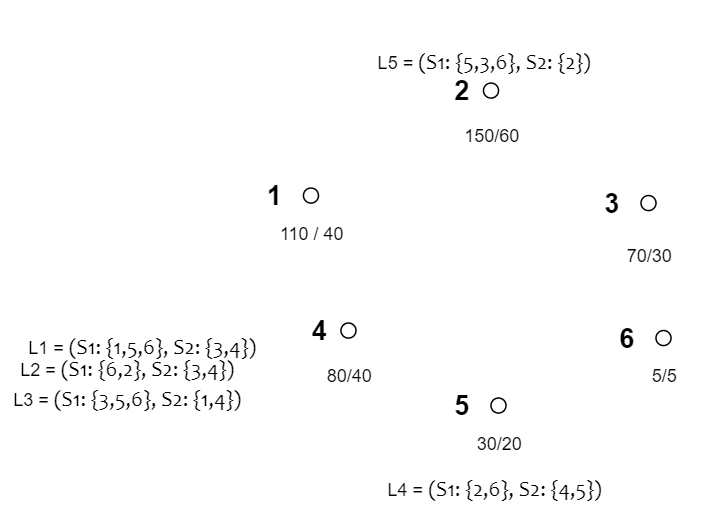 L5 = (S1: {5,3,6}, S2: {2})
2
150/60
1
110 / 40
3
70/30
4
80/40
6
5/5
L1 = (S1: {1,5,6}, S2: {3,4})
L2 = (S1: {6,2}, S2: {3,4})
L3 = (S1: {3,5,6}, S2: {1,4})
5
30/20
L4 = (S1: {2,6}, S2: {4,5})